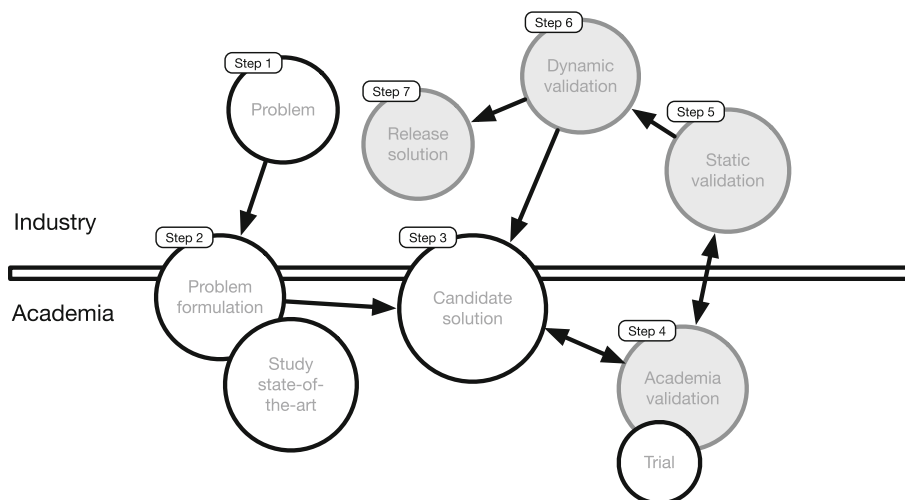 Step 1
Problem
Step 2
Problem
formulation
Study
state-of-
the-art
Step 3
Candidate
solution
Step 4
Academia
validation
Trial
Step 5
Static
validation
Step 6
Dynamic
validation
Step 7
Release
solution
Industry
Academia